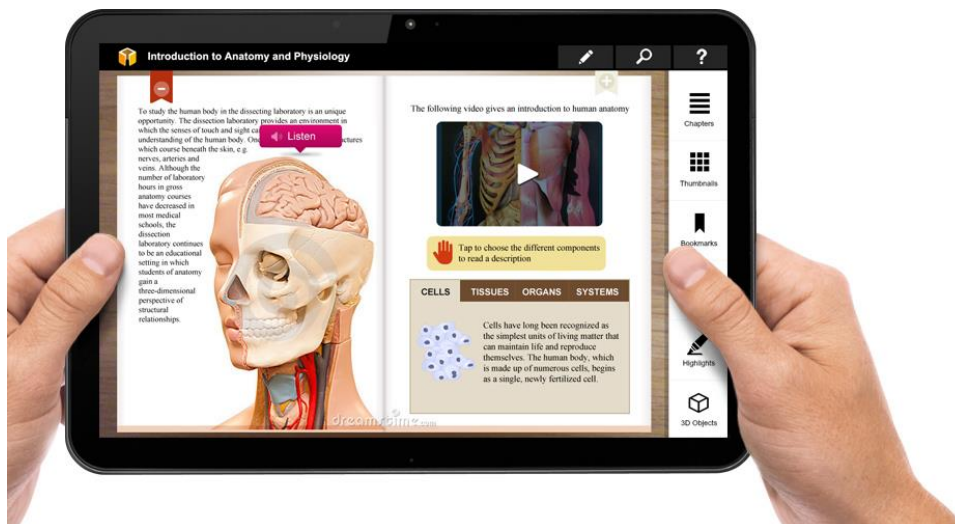 Introduction to Anatomy and Physiology
?
To study the human body in the dissecting laboratory is an unique
opportunity. The dissection laboratory provides an environment in
which the senses of touch and sight ca
understanding of the human body. On ctures
which course beneath the skin, e.g.
nerves, arteries and
veins. Although the
number of laboratory
hours in gross
anatomy courses
have decreased in
most medical
schools, the
dissection
laboratory continues
to be an educational
setting in which
students of anatomy
gain a
three-dimensional
perspective of
structural
relationships.
Listen
The following video gives an introduction to human anatomy
Tap to choose the different components
to read a description
CELLS TISSUES ORGANS SYSTEMS
Cells have long been recognized as
the simplest units of living matter that
can maintain life and reproduce
themselves. The human body, which
is made up of numerous cells, begins
as a single, newly fertilized cell.
Chapters
Thumbnails
Bookmarks
Highlights
3D Objects
dreamstime.com